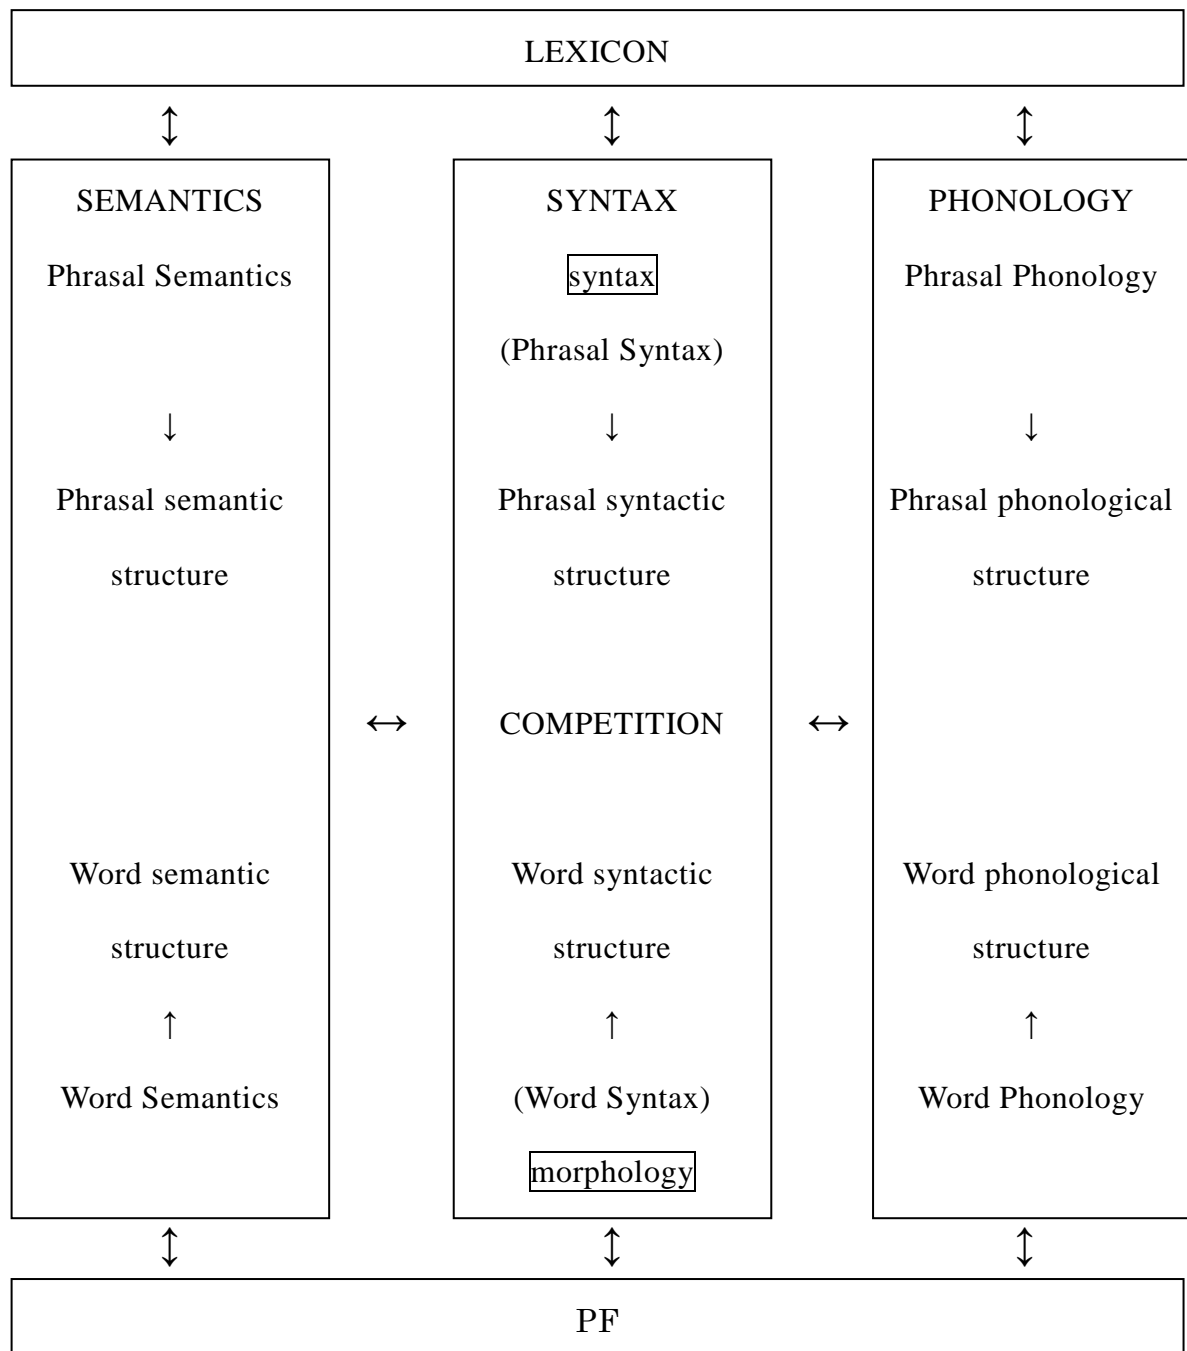 LEXICON
↕ ↕ ↕
SEMANTICS SYNTAX PHONOLOGY
Phrasal Semantics syntax Phrasal Phonology
(Phrasal Syntax)
↓ ↓ ↓
Phrasal semantic Phrasal syntactic Phrasal phonological
structure structure structure
↔ COMPETITION ↔
Word semantic Word syntactic Word phonological
structure structure structure
↑ ↑ ↑
Word Semantics (Word Syntax) Word Phonology
morphology
↕ ↕ ↕
PF